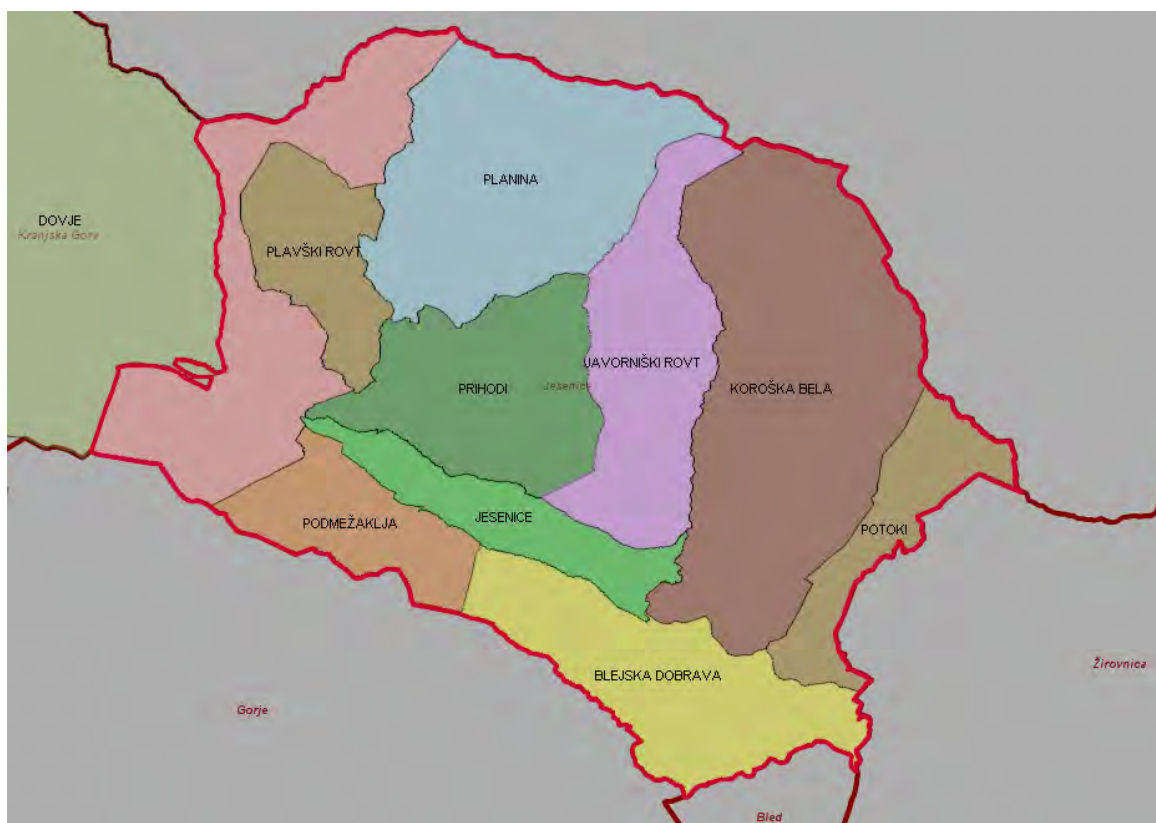 PLANINA
DOVJE
Kranjska Gora
PLAVŠKI ROVT
JAVORNIŠKI ROVT
PRIHODI
Jesenice
KOROŠKA BELA
JESENICE
PODMEŽAKLJA
POTOKI
Žirovnica
BLEJSKA DOBRAVA
Gorje
Bled